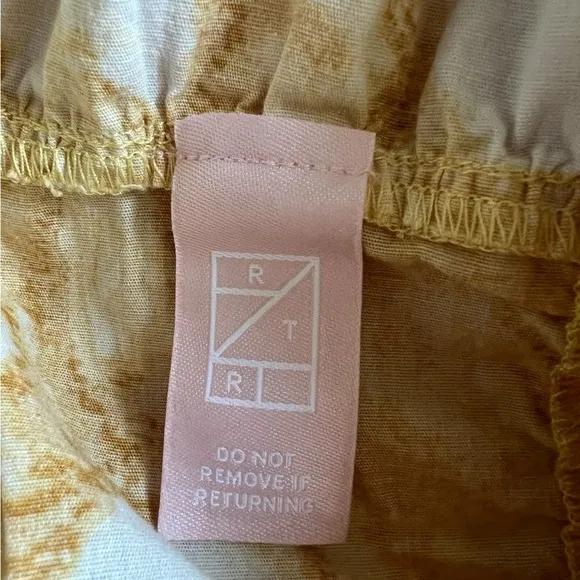 R
T
R
DO NOT
REMOVE IF
RETURNING